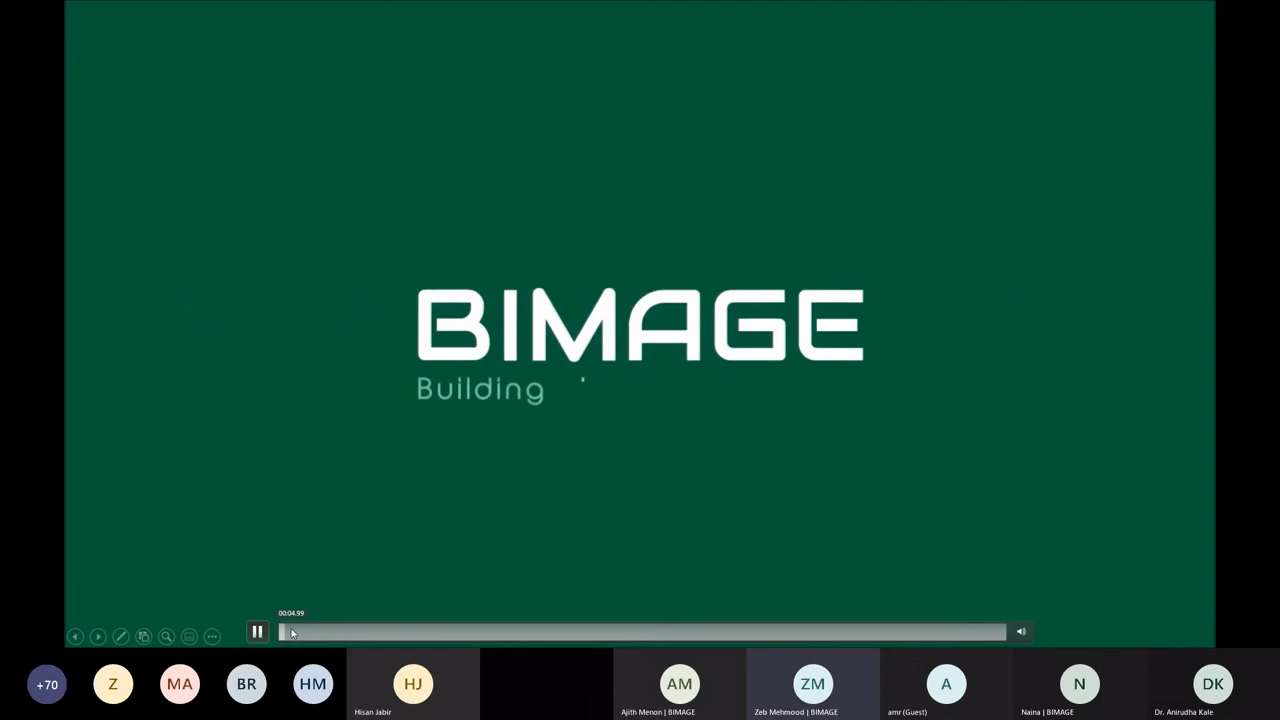 BIMAGE
Building
00:04.99
+70
Z
MA
BR
HM
HJ
AM
ZM
A
N
DK
Hisan Jabir
Ajith Menon | BIMAGE
Zeb Mehmood | BIMAGE
amr (Guest)
Naina | BIMAGE
Dr. Anirudha Kale